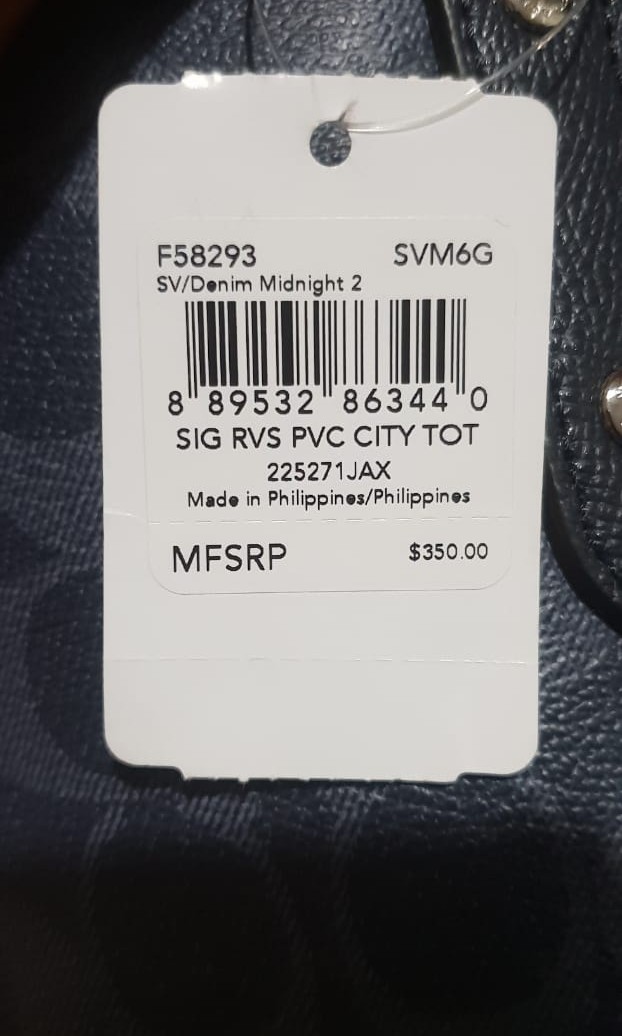 F58293 SVM6G
SV/Denim Midnight 2
8 89532 86344 0
SIG RVS PVC CITY TOT
225271JAX
Made in Philippines/Philippines
MFSRP $350.00